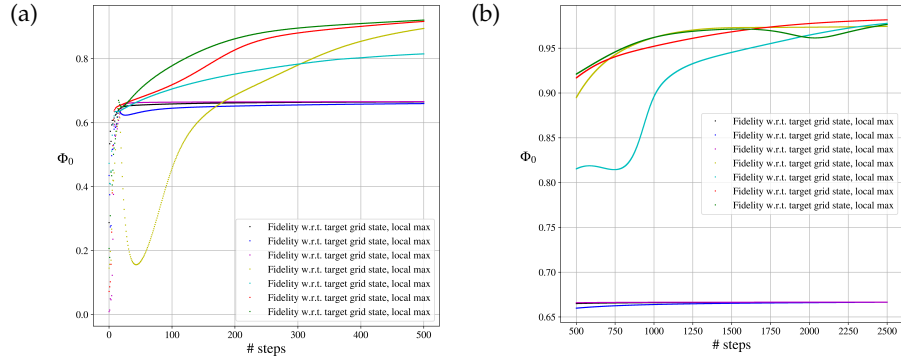 (a)
0.8
0.6
Φ₀
0.4
0.2
0.0
Fidelity w.r.t. target grid state, local max
Fidelity w.r.t. target grid state, local max
Fidelity w.r.t. target grid state, local max
Fidelity w.r.t. target grid state, local max
Fidelity w.r.t. target grid state, local max
Fidelity w.r.t. target grid state, local max
Fidelity w.r.t. target grid state, local max
0 100 200 300 400 500
# steps
(b)
0.95
0.90
0.85
Φ₀
0.80
0.75
0.70
0.65
Fidelity w.r.t. target grid state, local max
Fidelity w.r.t. target grid state, local max
Fidelity w.r.t. target grid state, local max
Fidelity w.r.t. target grid state, local max
Fidelity w.r.t. target grid state, local max
Fidelity w.r.t. target grid state, local max
Fidelity w.r.t. target grid state, local max
500 750 1000 1250 1500 1750 2000 2250 2500
# steps